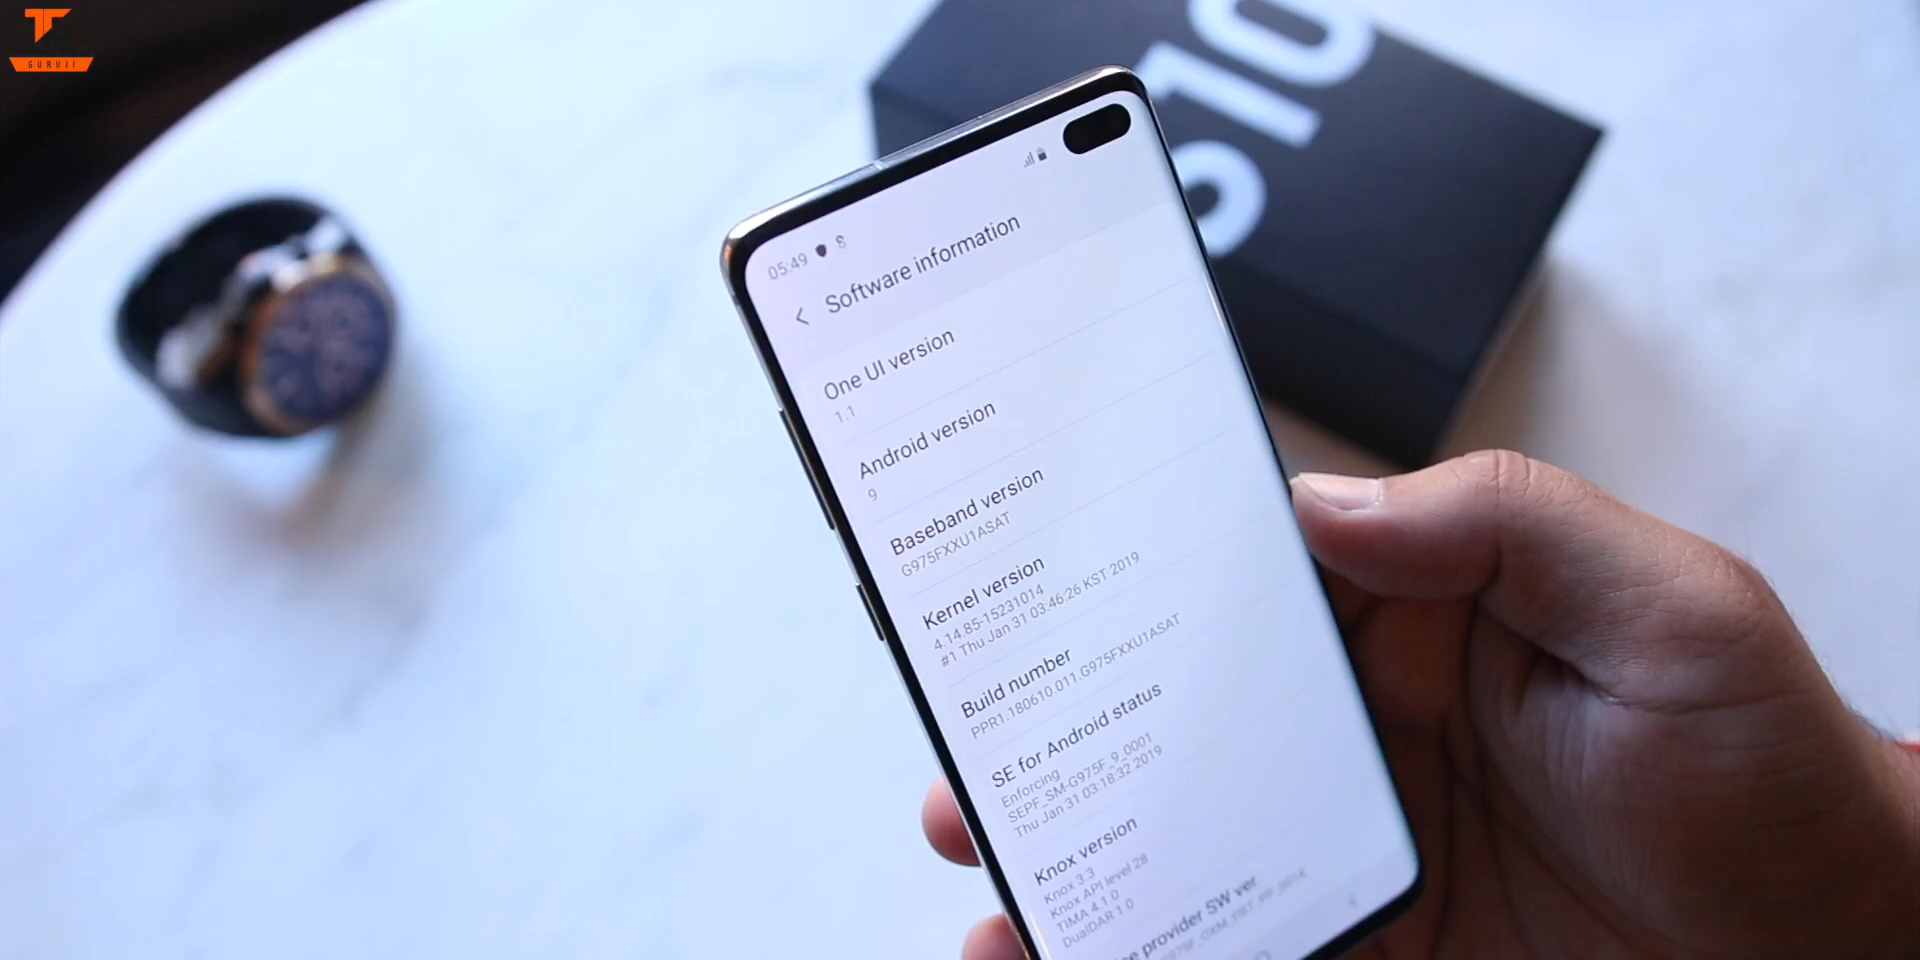 T
GURUJI
S10
05:49
Software information
One UI version
1.1
Android version
9
Baseband version
G975FXXU1ASAT
Kernel version
4.14.85-15231014
#1 Thu Jan 31 03:46:26 KST 2019
Build number
PPR1.180610.011.G975FXXU1ASAT
SE for Android status
Enforcing
SEPF_SM-G975F_9_0001
Thu Jan 31 03:18:32 2019
Knox version
Knox 3.3
Knox API level 28
TIMA 4.1.0
DualDAR 1.0
provider SW ver.